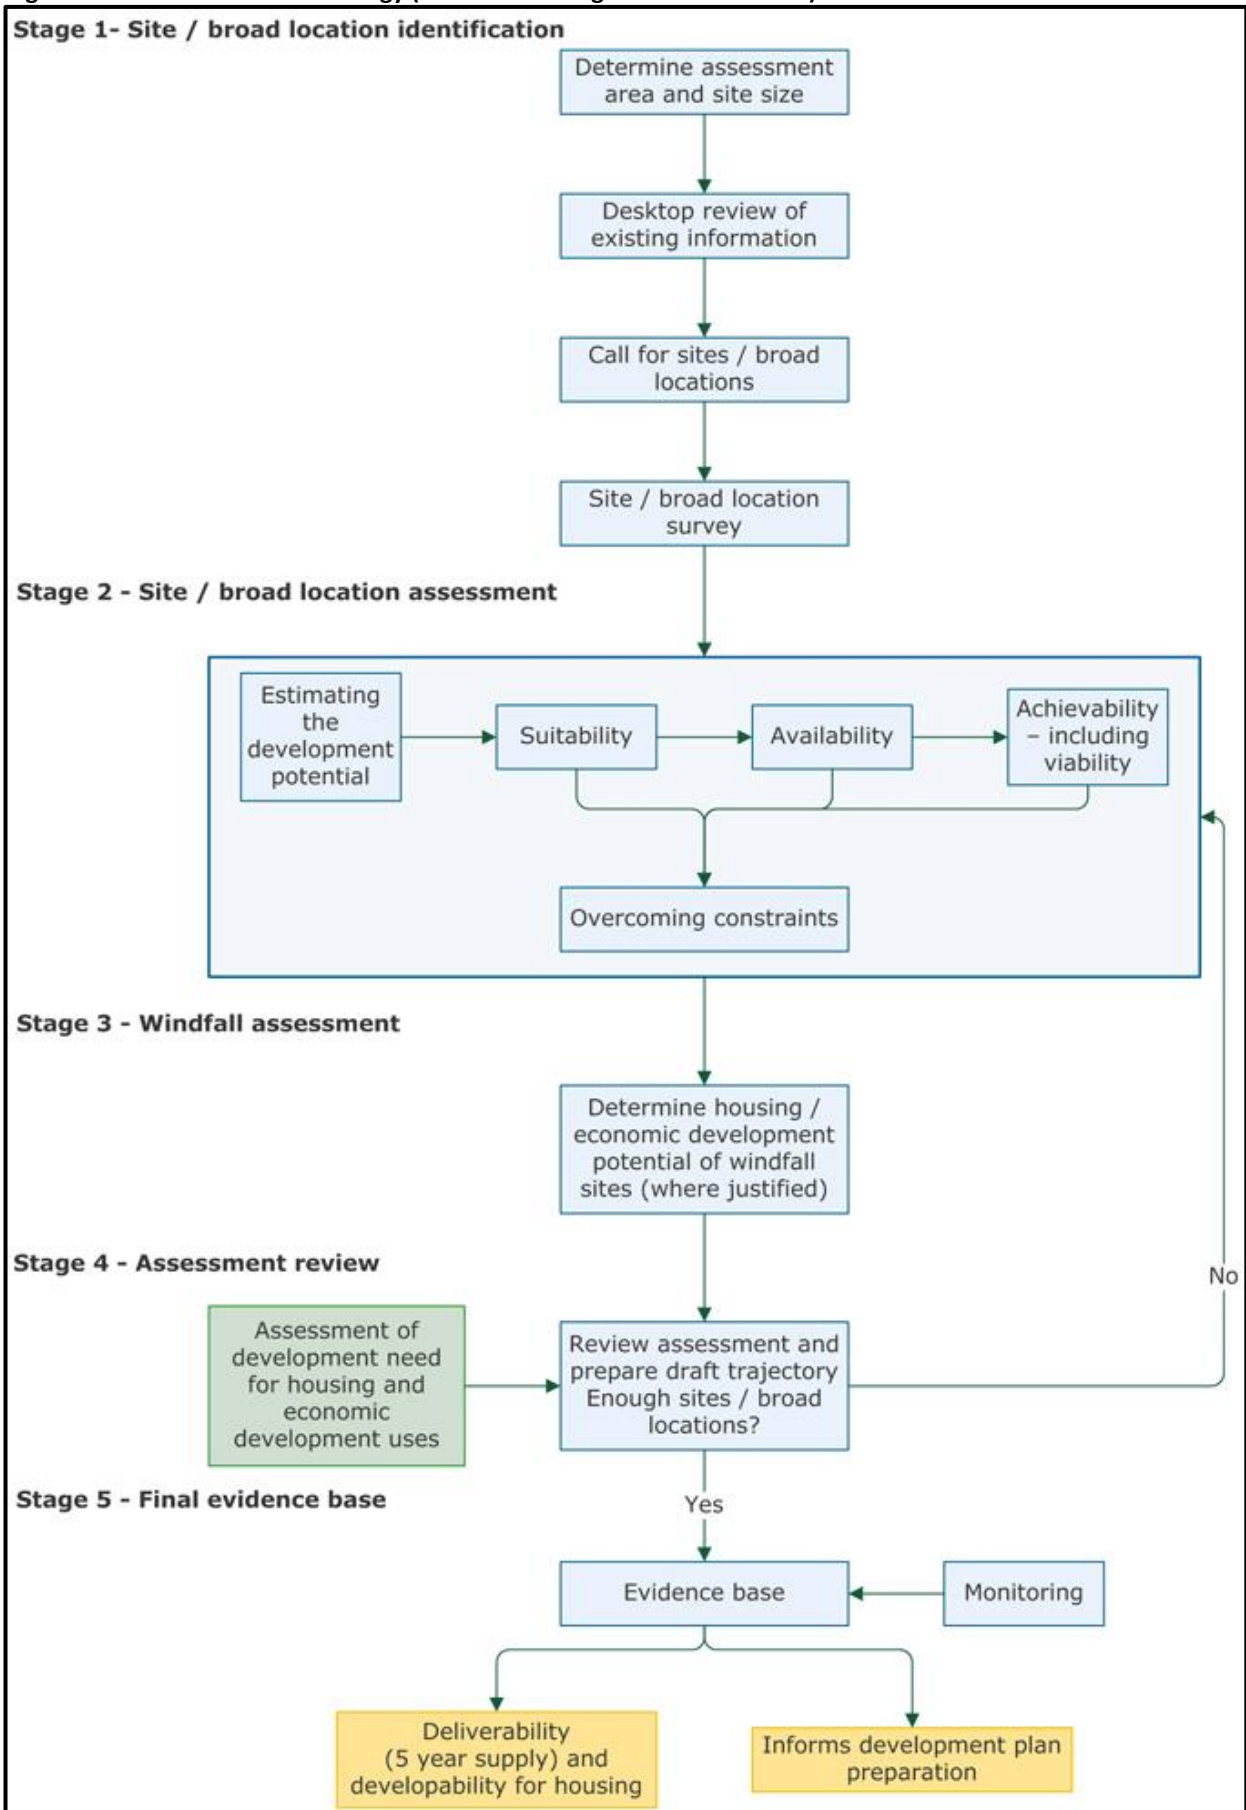 Stage 1- Site / broad location identification
Determine assessment
area and site size
Desktop review of
existing information
Call for sites / broad
locations
Site / broad location
survey
Stage 2 - Site / broad location assessment
Estimating
the
development
potential
Suitability
Availability
Achievability
– including
viability
Overcoming constraints
Stage 3 - Windfall assessment
Determine housing /
economic development
potential of windfall
sites (where justified)
Stage 4 - Assessment review
No
Assessment of
development need
for housing and
economic
development uses
Review assessment and
prepare draft trajectory
Enough sites / broad
locations?
Stage 5 - Final evidence base
Yes
Evidence base
Monitoring
Deliverability
(5 year supply) and
developability for housing
Informs development plan
preparation